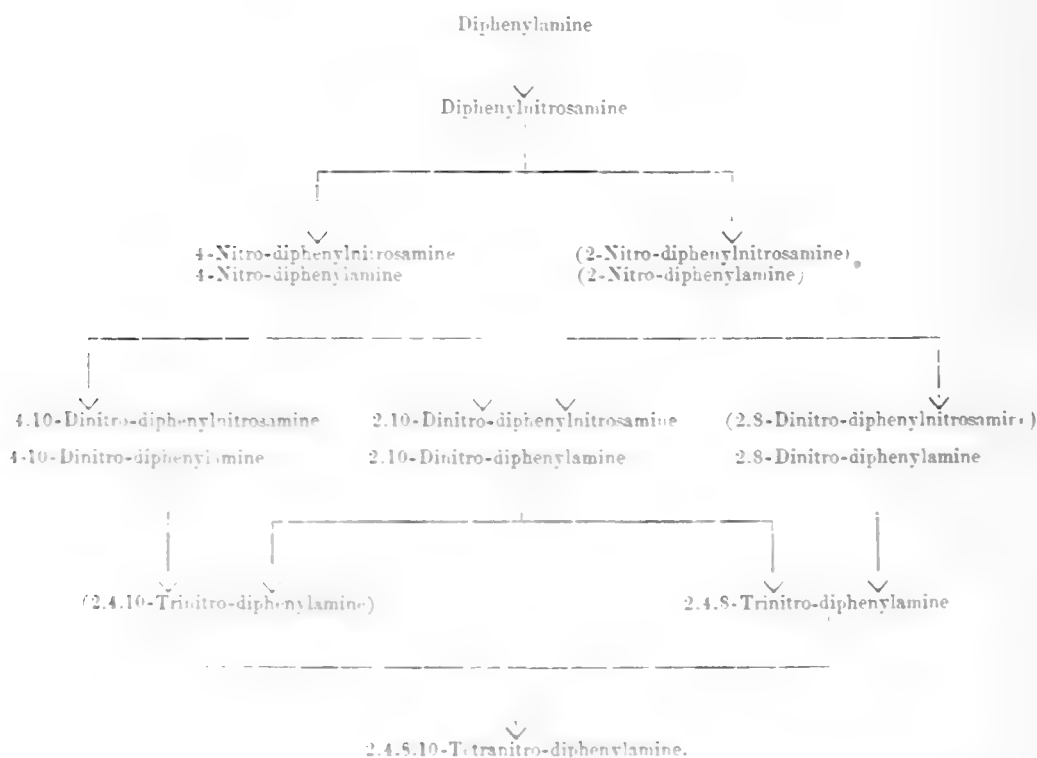 Diphenylamine
Diphenylnitrosamine
4-Nitro-diphenylnitrosamine (2-Nitro-diphenylnitrosamine)
4-Nitro-diphenylamine (2-Nitro-diphenylamine)
4.10-Dinitro-diphenylnitrosamine 2.10-Dinitro-diphenylnitrosamine (2.8-Dinitro-diphenylnitrosamine)
4-10-Dinitro-diphenylamine 2.10-Dinitro-diphenylamine 2.8-Dinitro-diphenylamine
(2.4.10-Trinitro-diphenylamine) 2.4.8-Trinitro-diphenylamine
2.4.8.10-Tetranitro-diphenylamine.